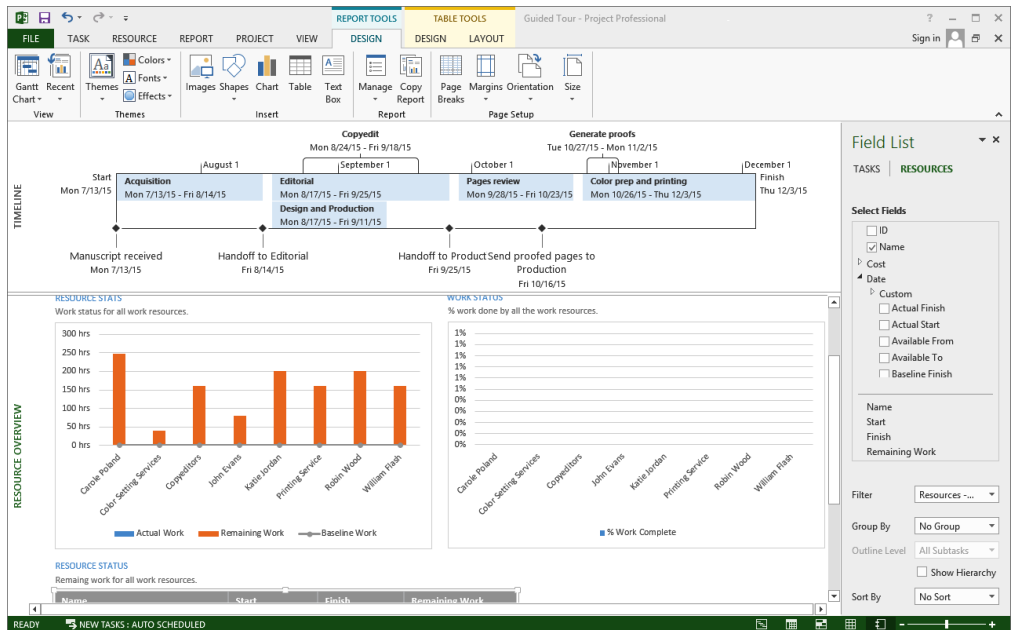 REPORT TOOLS TABLE TOOLS Guided Tour - Project Professional
FILE TASK RESOURCE REPORT PROJECT VIEW DESIGN DESIGN LAYOUT Sign in
Gantt Chart Recent Themes Colors Fonts Effects Images Shapes Chart Table Text Box Manage Copy Report Page Breaks Margins Orientation Size
View Themes Insert Report Page Setup
TIMELINE
Copyedit Generate proofs
Mon 8/24/15 - Fri 9/18/15 Tue 10/27/15 - Mon 11/2/15
August 1 September 1 October 1 November 1 December 1
Start
Mon 7/13/15
Acquisition
Mon 7/13/15 - Fri 8/14/15
Editorial
Mon 8/17/15 - Fri 9/25/15
Pages review
Mon 9/28/15 - Fri 10/23/15
Color prep and printing
Mon 10/26/15 - Thu 12/3/15
Finish
Thu 12/3/15
Design and Production
Mon 8/17/15 - Fri 9/11/15
Manuscript received
Mon 7/13/15
Handoff to Editorial
Fri 8/14/15
Handoff to Product
Fri 9/25/15
Send proofed pages to
Production
Fri 10/16/15
RESOURCE OVERVIEW
RESOURCE STATS
Work status for all work resources.
300 hrs
250 hrs
200 hrs
150 hrs
100 hrs
50 hrs
0 hrs
Carole Poland
Color Setting Services
Copyeditors
John Evans
Katie Jordan
Printing Service
Robin Wood
William Flash
Actual Work Remaining Work Baseline Work
WORK STATUS
% work done by all the work resources.
1%
1%
1%
1%
1%
1%
0%
0%
0%
0%
0%
Carole Poland
Color Setting Services
Copyeditors
John Evans
Katie Jordan
Printing Service
Robin Wood
William Flash
% Work Complete
RESOURCE STATUS
Remaing work for all work resources.
Name Start Finish Remaining Work
Field List
TASKS RESOURCES
Select Fields
ID
Name
Cost
Date
Custom
Actual Finish
Actual Start
Available From
Available To
Baseline Finish
Name
Start
Finish
Remaining Work
Filter Resources -...
Group By No Group
Outline Level All Subtasks
Show Hierarchy
Sort By No Sort
READY NEW TASKS : AUTO SCHEDULED